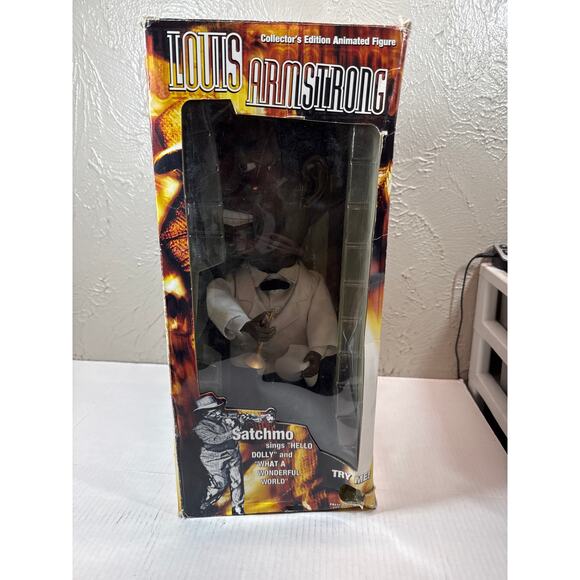 Collector's Edition Animated Figure
LOUIS ARMSTRONG
Satchmo
sings "HELLO
DOLLY" and
"WHAT A
WONDERFUL
WORLD"
TRY ME!